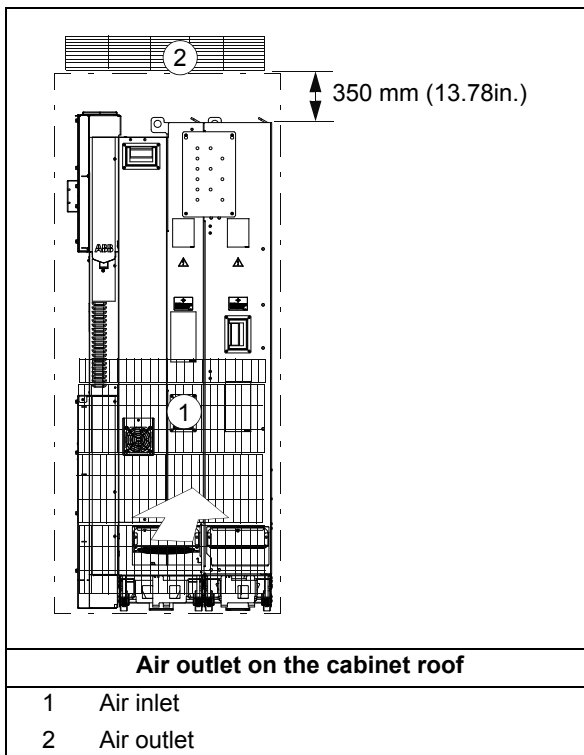 2
350 mm (13.78in.)
ABB
1
Air outlet on the cabinet roof
1 Air inlet
2 Air outlet